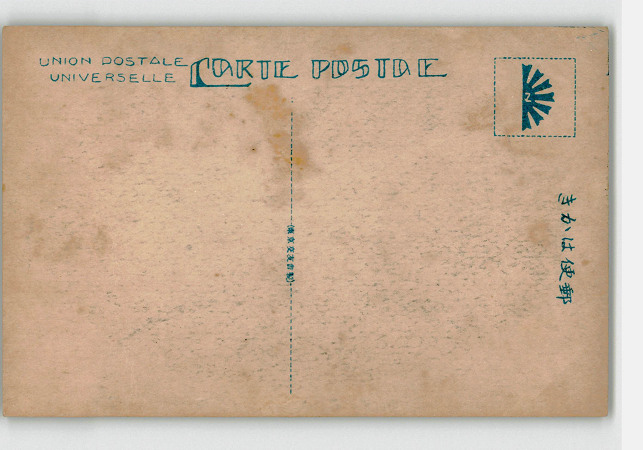 UNION POSTALE
UNIVERSELLE
CARTE POSTALE
きかは便郵